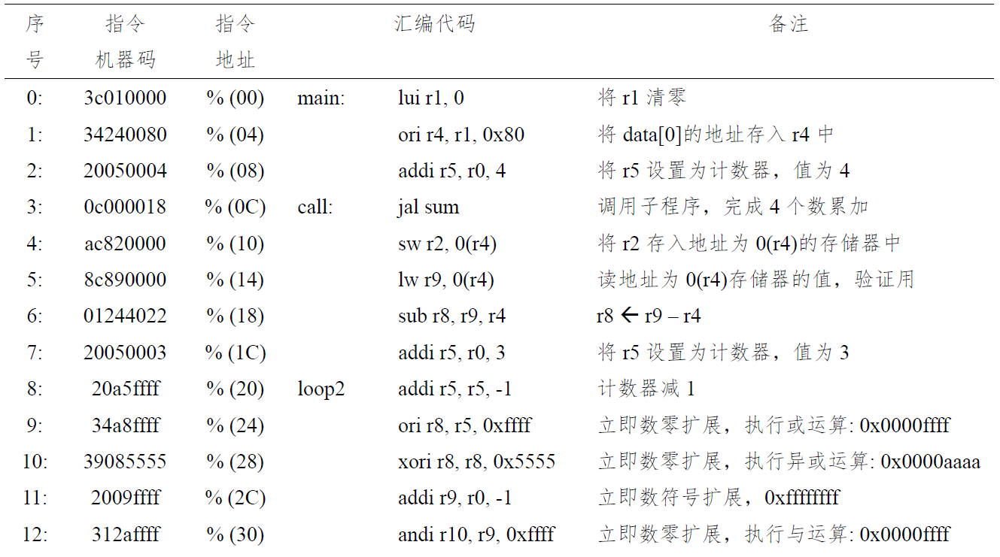 序 指令 指令 汇编代码 备注
号 机器码 地址
0: 3c010000 % (00) main: lui r1, 0 将 r1 清零
1: 34240080 % (04) ori r4, r1, 0x80 将 data[0]的地址存入 r4 中
2: 20050004 % (08) addi r5, r0, 4 将 r5 设置为计数器，值为 4
3: 0c000018 % (0C) call: jal sum 调用子程序，完成 4 个数累加
4: ac820000 % (10) sw r2, 0(r4) 将 r2 存入地址为 0(r4)的存储器中
5: 8c890000 % (14) lw r9, 0(r4) 读地址为 0(r4)存储器的值，验证用
6: 01244022 % (18) sub r8, r9, r4 r8 ← r9 – r4
7: 20050003 % (1C) addi r5, r0, 3 将 r5 设置为计数器，值为 3
8: 20a5ffff % (20) loop2 addi r5, r5, -1 计数器减 1
9: 34a8ffff % (24) ori r8, r5, 0xffff 立即数零扩展，执行或运算: 0x0000ffff
10: 39085555 % (28) xori r8, r8, 0x5555 立即数零扩展，执行异或运算: 0x0000aaaa
11: 2009ffff % (2C) addi r9, r0, -1 立即数符号扩展，0xffffffff
12: 312affff % (30) andi r10, r9, 0xffff 立即数零扩展，执行与运算: 0x0000ffff